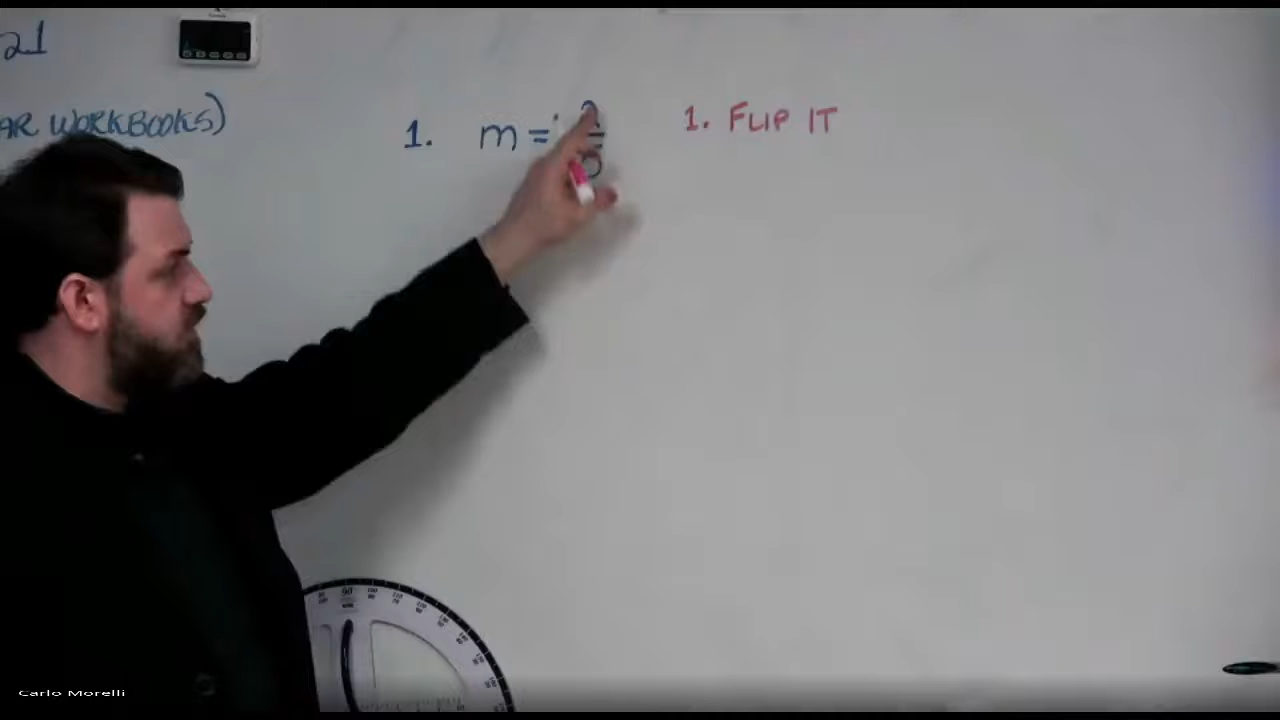 21
AR WORKBOOKS)
1. m =
1. FLIP IT
Carlo Morelli